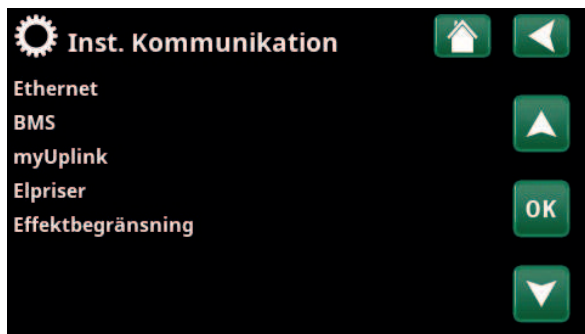 Inst. Kommunikation
Ethernet
BMS
myUplink
Elpriser
OK
Effektbegränsning